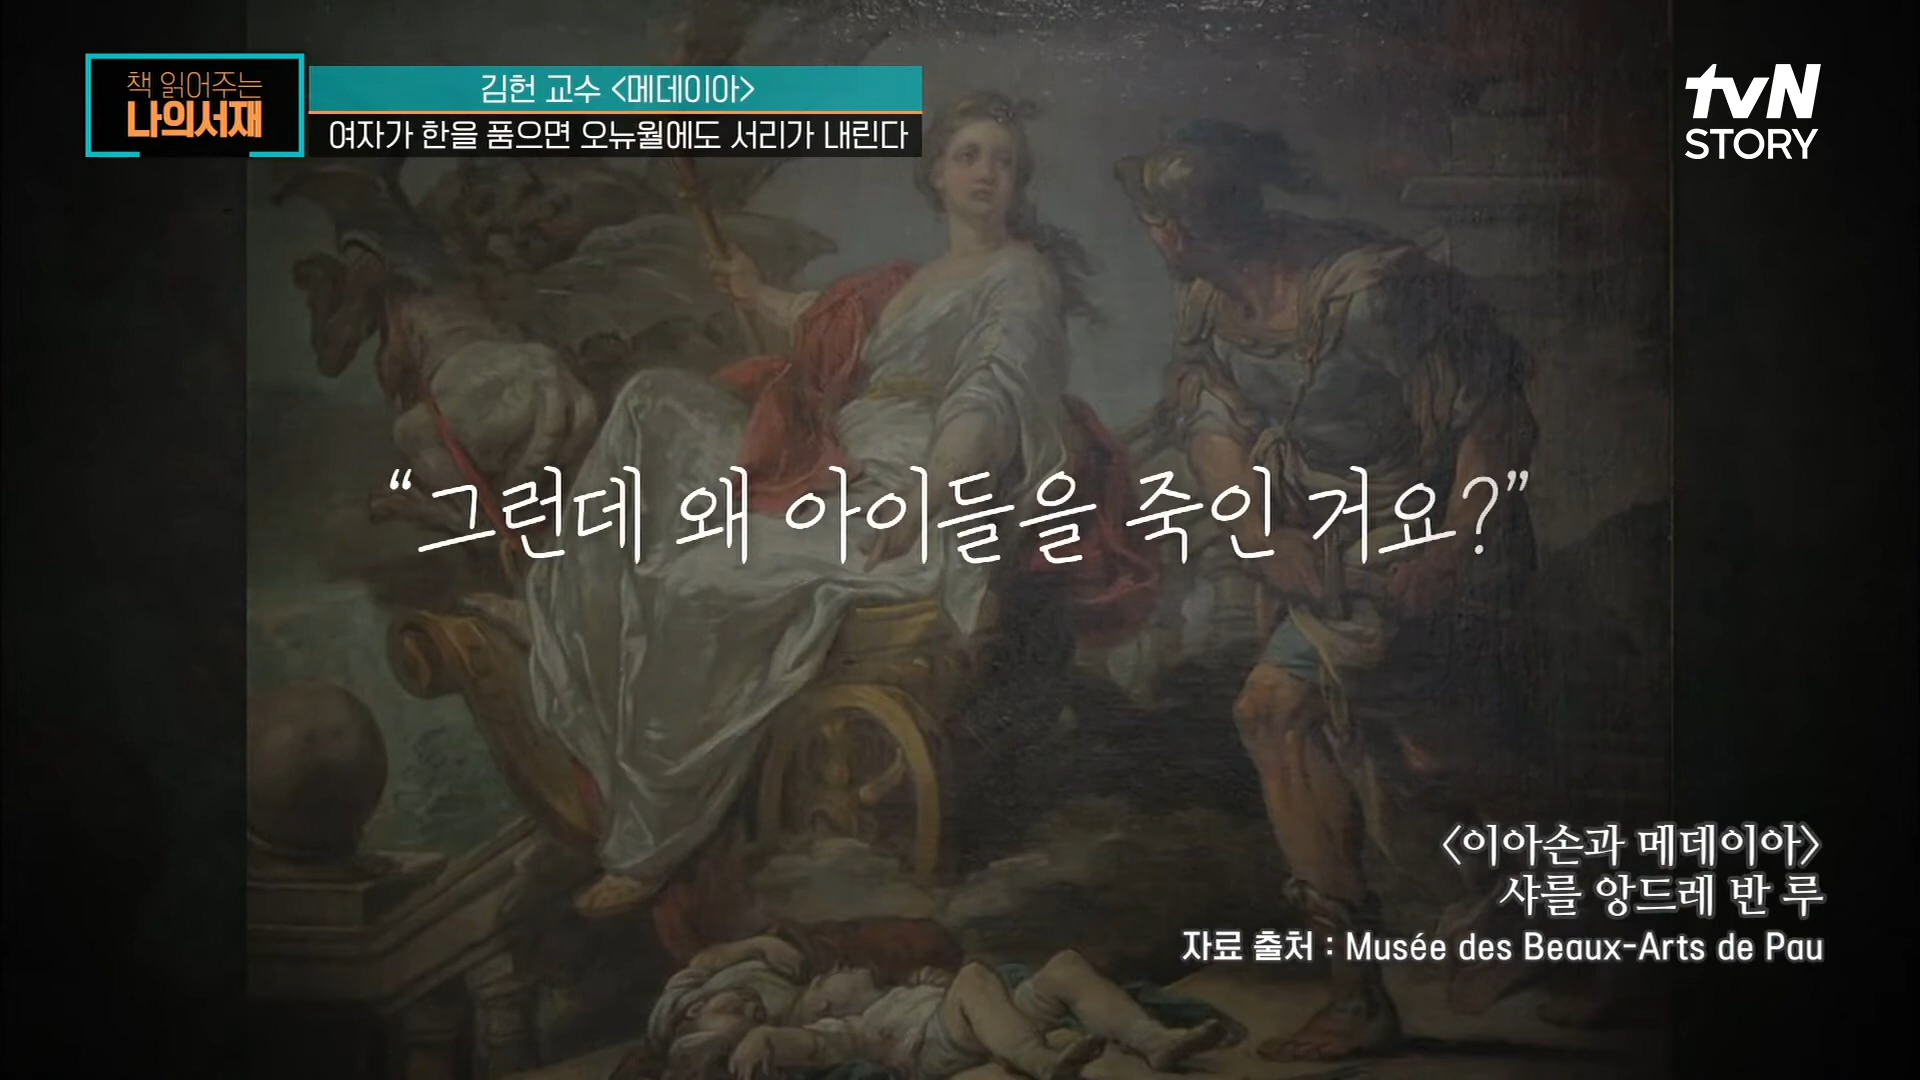 책 읽어주는
나의서재
김헌 교수 <메데이아>
여자가 한을 품으면 오뉴월에도 서리가 내린다
tvN
STORY
“그런데 왜 아이들을 죽인 거요?”
<이아손과 메데이아>
샤를 앙드레 반 루
자료 출처 : Musée des Beaux-Arts de Pau